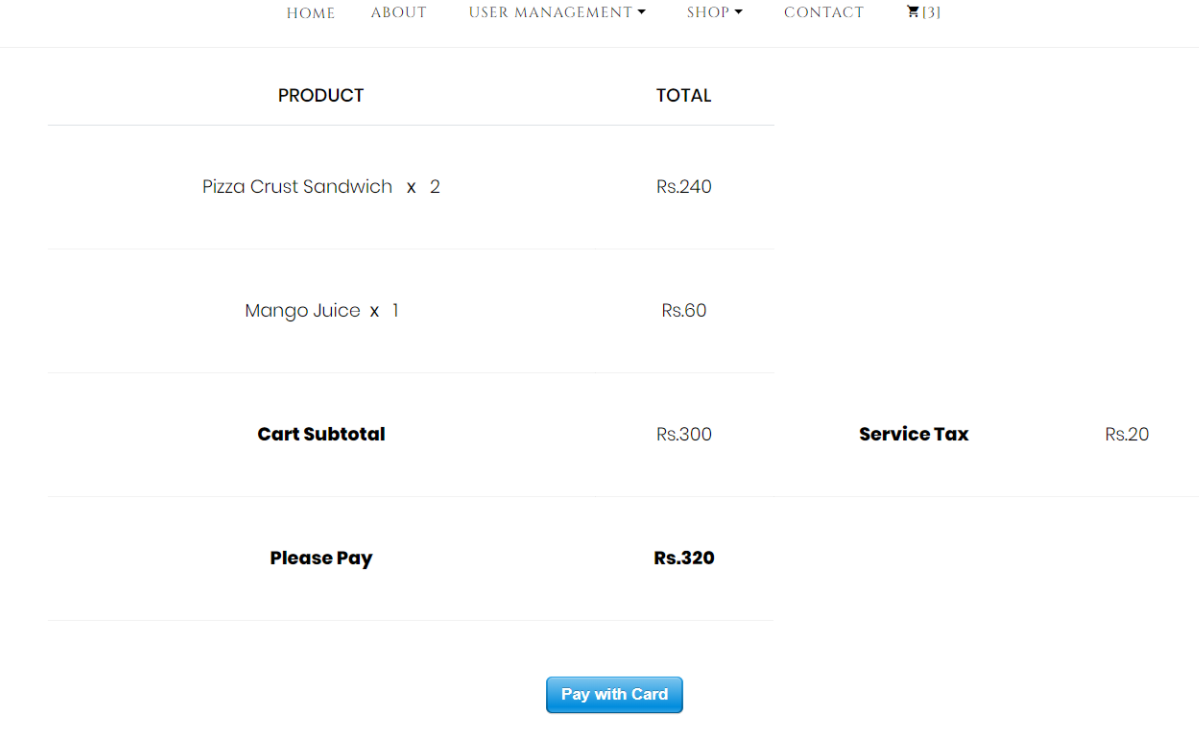 HOME ABOUT USER MANAGEMENT SHOP CONTACT [3]
PRODUCT TOTAL
Pizza Crust Sandwich x 2 Rs.240
Mango Juice x 1 Rs.60
Cart Subtotal Rs.300 Service Tax Rs.20
Please Pay Rs.320
Pay with Card